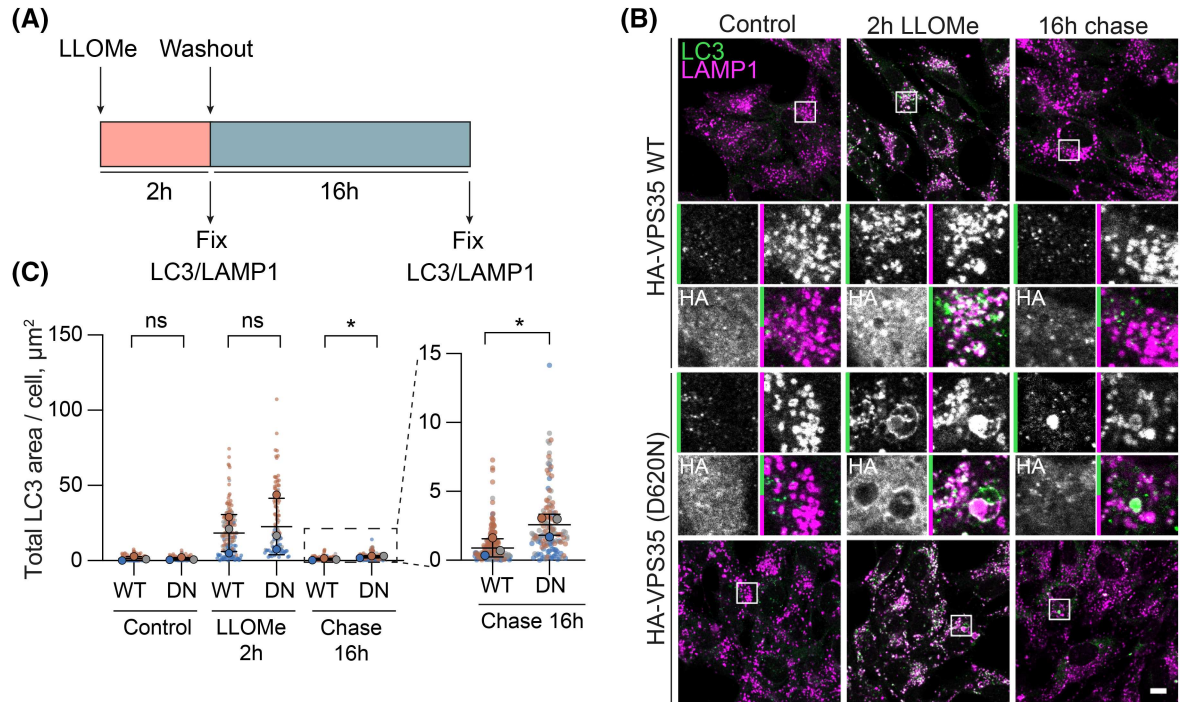 (A)
LLOMe Washout
2h 16h
Fix Fix
LC3/LAMP1 LC3/LAMP1
(B)
Control 2h LLOMe 16h chase
LC3
LAMP1
HA-VPS35 WT
HA HA HA
HA-VPS35 (D620N)
HA HA HA
(C)
Total LC3 area / cell, µm²
150
100
50
0
ns ns *
WT DN WT DN WT DN
Control LLOMe 2h Chase 16h
*
15
10
5
0
WT DN
Chase 16h